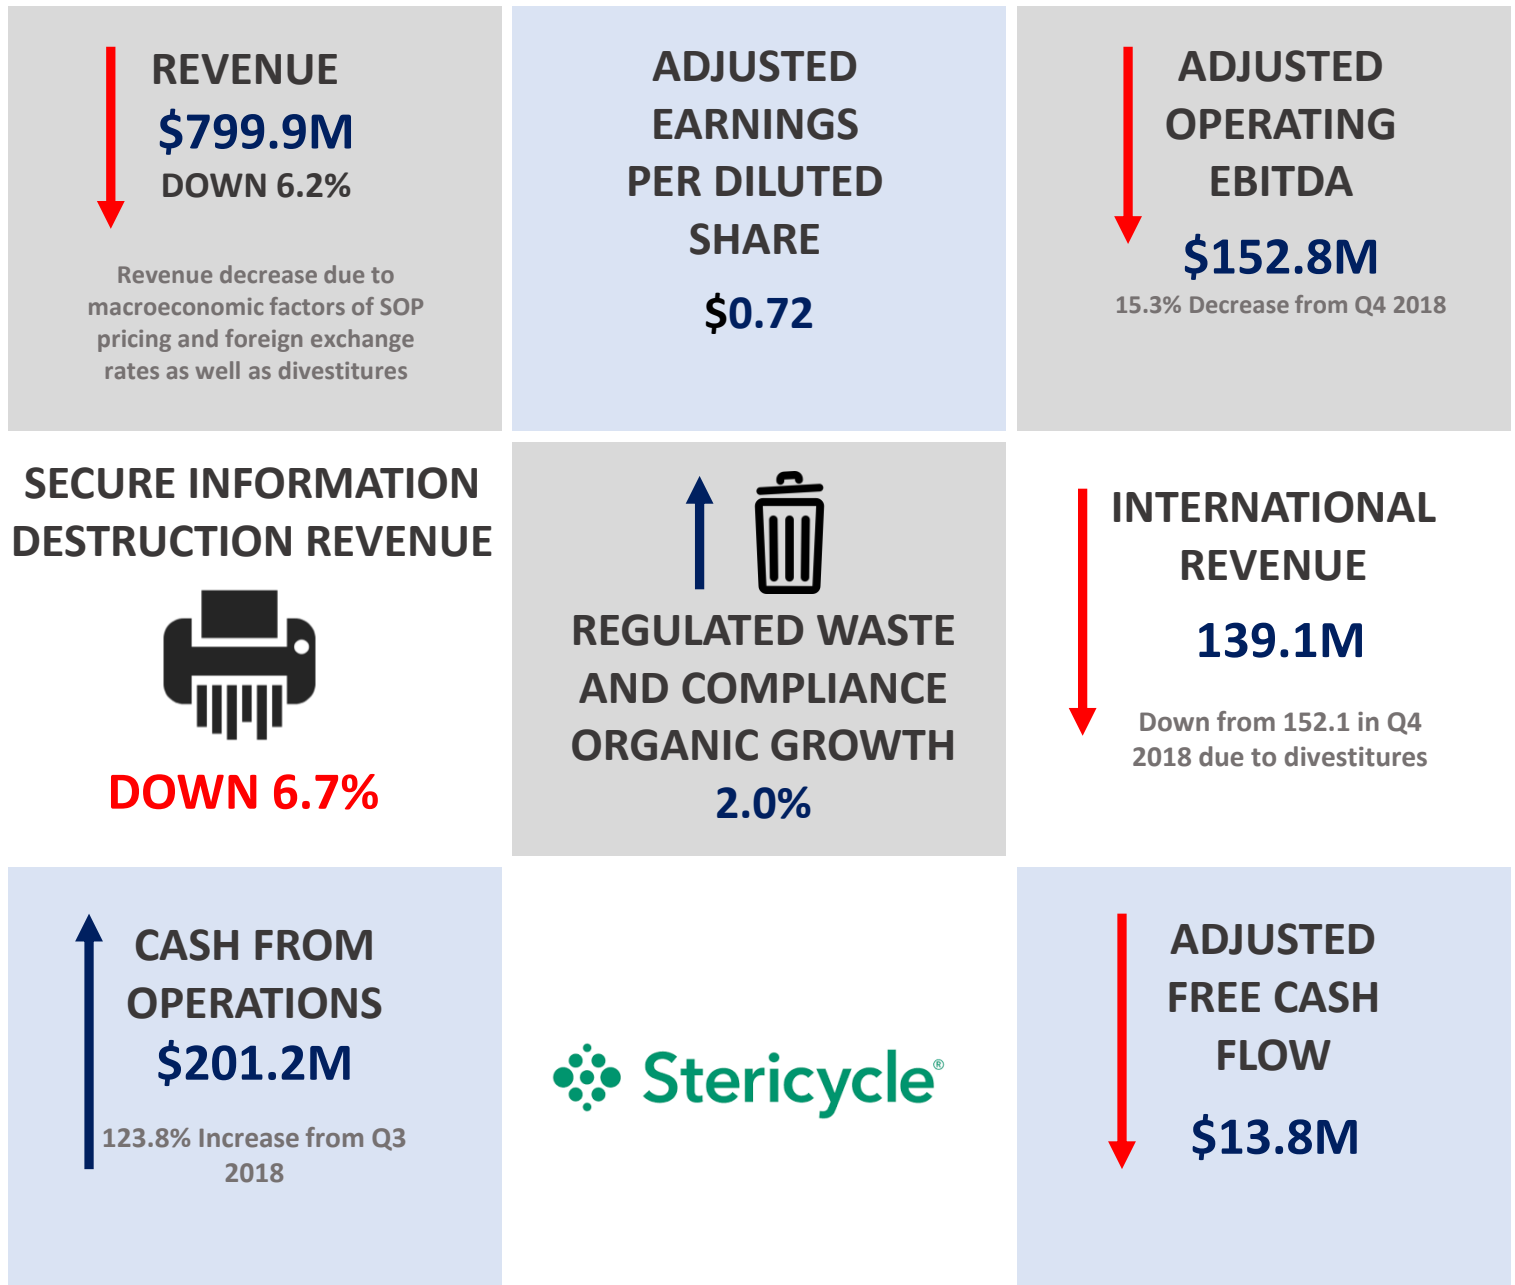 REVENUE
$799.9M
DOWN 6.2%
Revenue decrease due to
macroeconomic factors of SOP
pricing and foreign exchange
rates as well as divestitures
ADJUSTED
EARNINGS
PER DILUTED
SHARE
$0.72
ADJUSTED
OPERATING
EBITDA
$152.8M
15.3% Decrease from Q4 2018
SECURE INFORMATION
DESTRUCTION REVENUE
DOWN 6.7%
REGULATED WASTE
AND COMPLIANCE
ORGANIC GROWTH
2.0%
INTERNATIONAL
REVENUE
139.1M
Down from 152.1 in Q4
2018 due to divestitures
CASH FROM
OPERATIONS
$201.2M
123.8% Increase from Q3
2018
Stericycle®
ADJUSTED
FREE CASH
FLOW
$13.8M